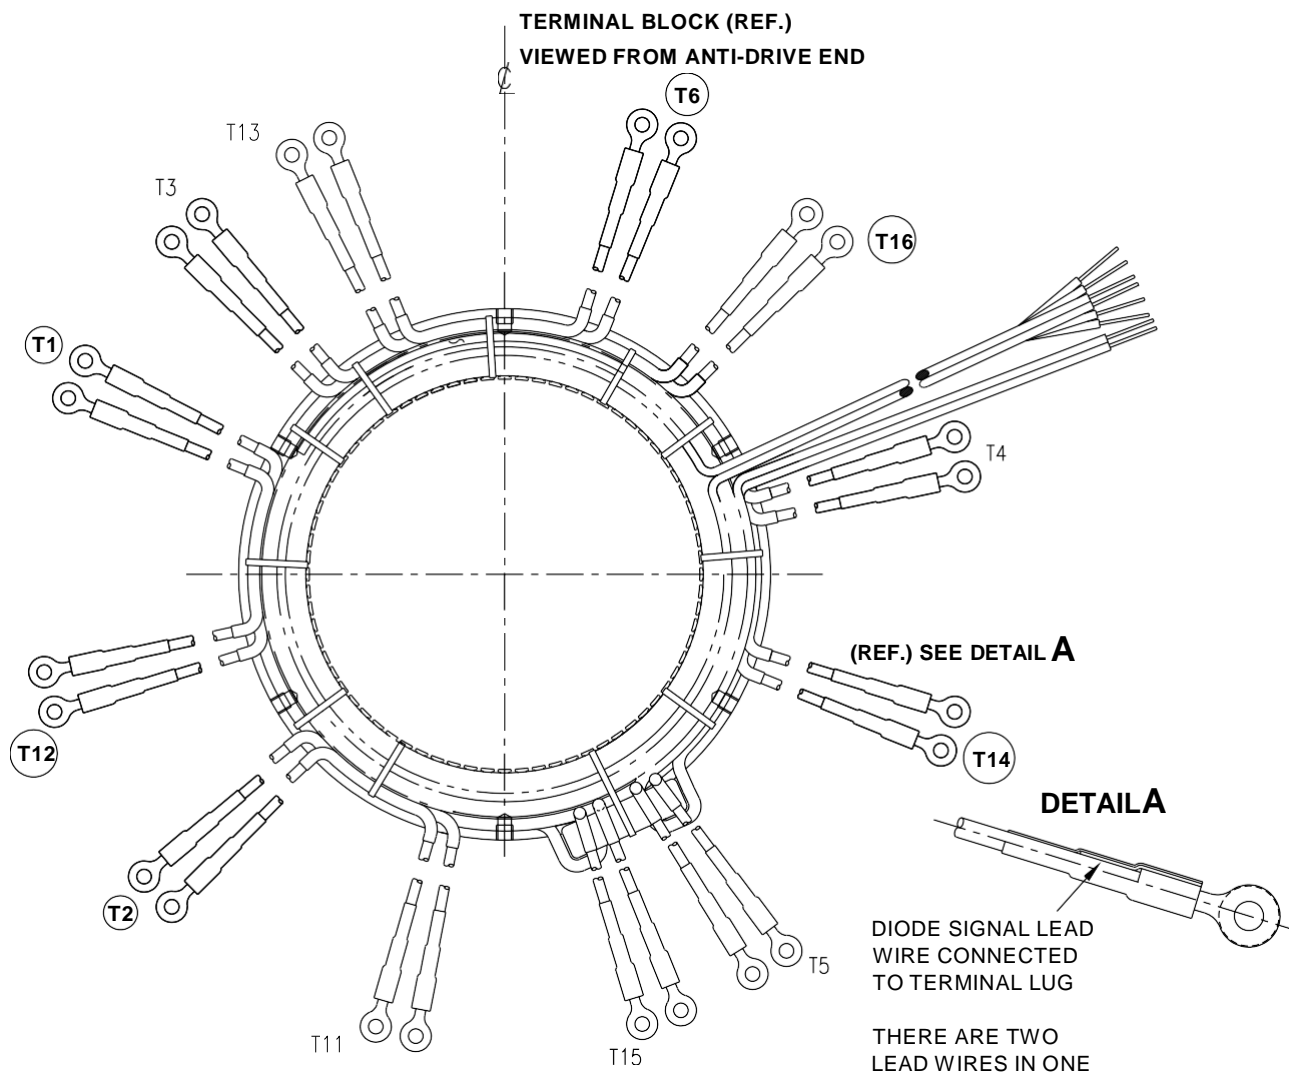 TERMINAL BLOCK (REF.)
VIEWED FROM ANTI-DRIVE END
℄
T6
T13
T3
T16
T1
T4
(REF.) SEE DETAIL A
T12
T14
DETAIL A
T2
DIODE SIGNAL LEAD
WIRE CONNECTED
TO TERMINAL LUG
T5
T11
T15
THERE ARE TWO
LEAD WIRES IN ONE